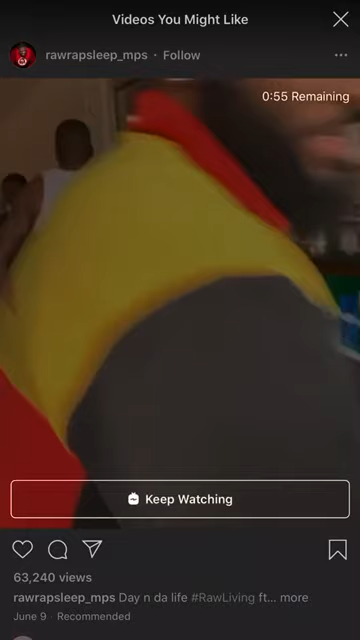 Videos You Might Like
rawrapsleep_mps · Follow
0:55 Remaining
Keep Watching
63,240 views
rawrapsleep_mps Day n da life #RawLiving ft... more
June 9 · Recommended